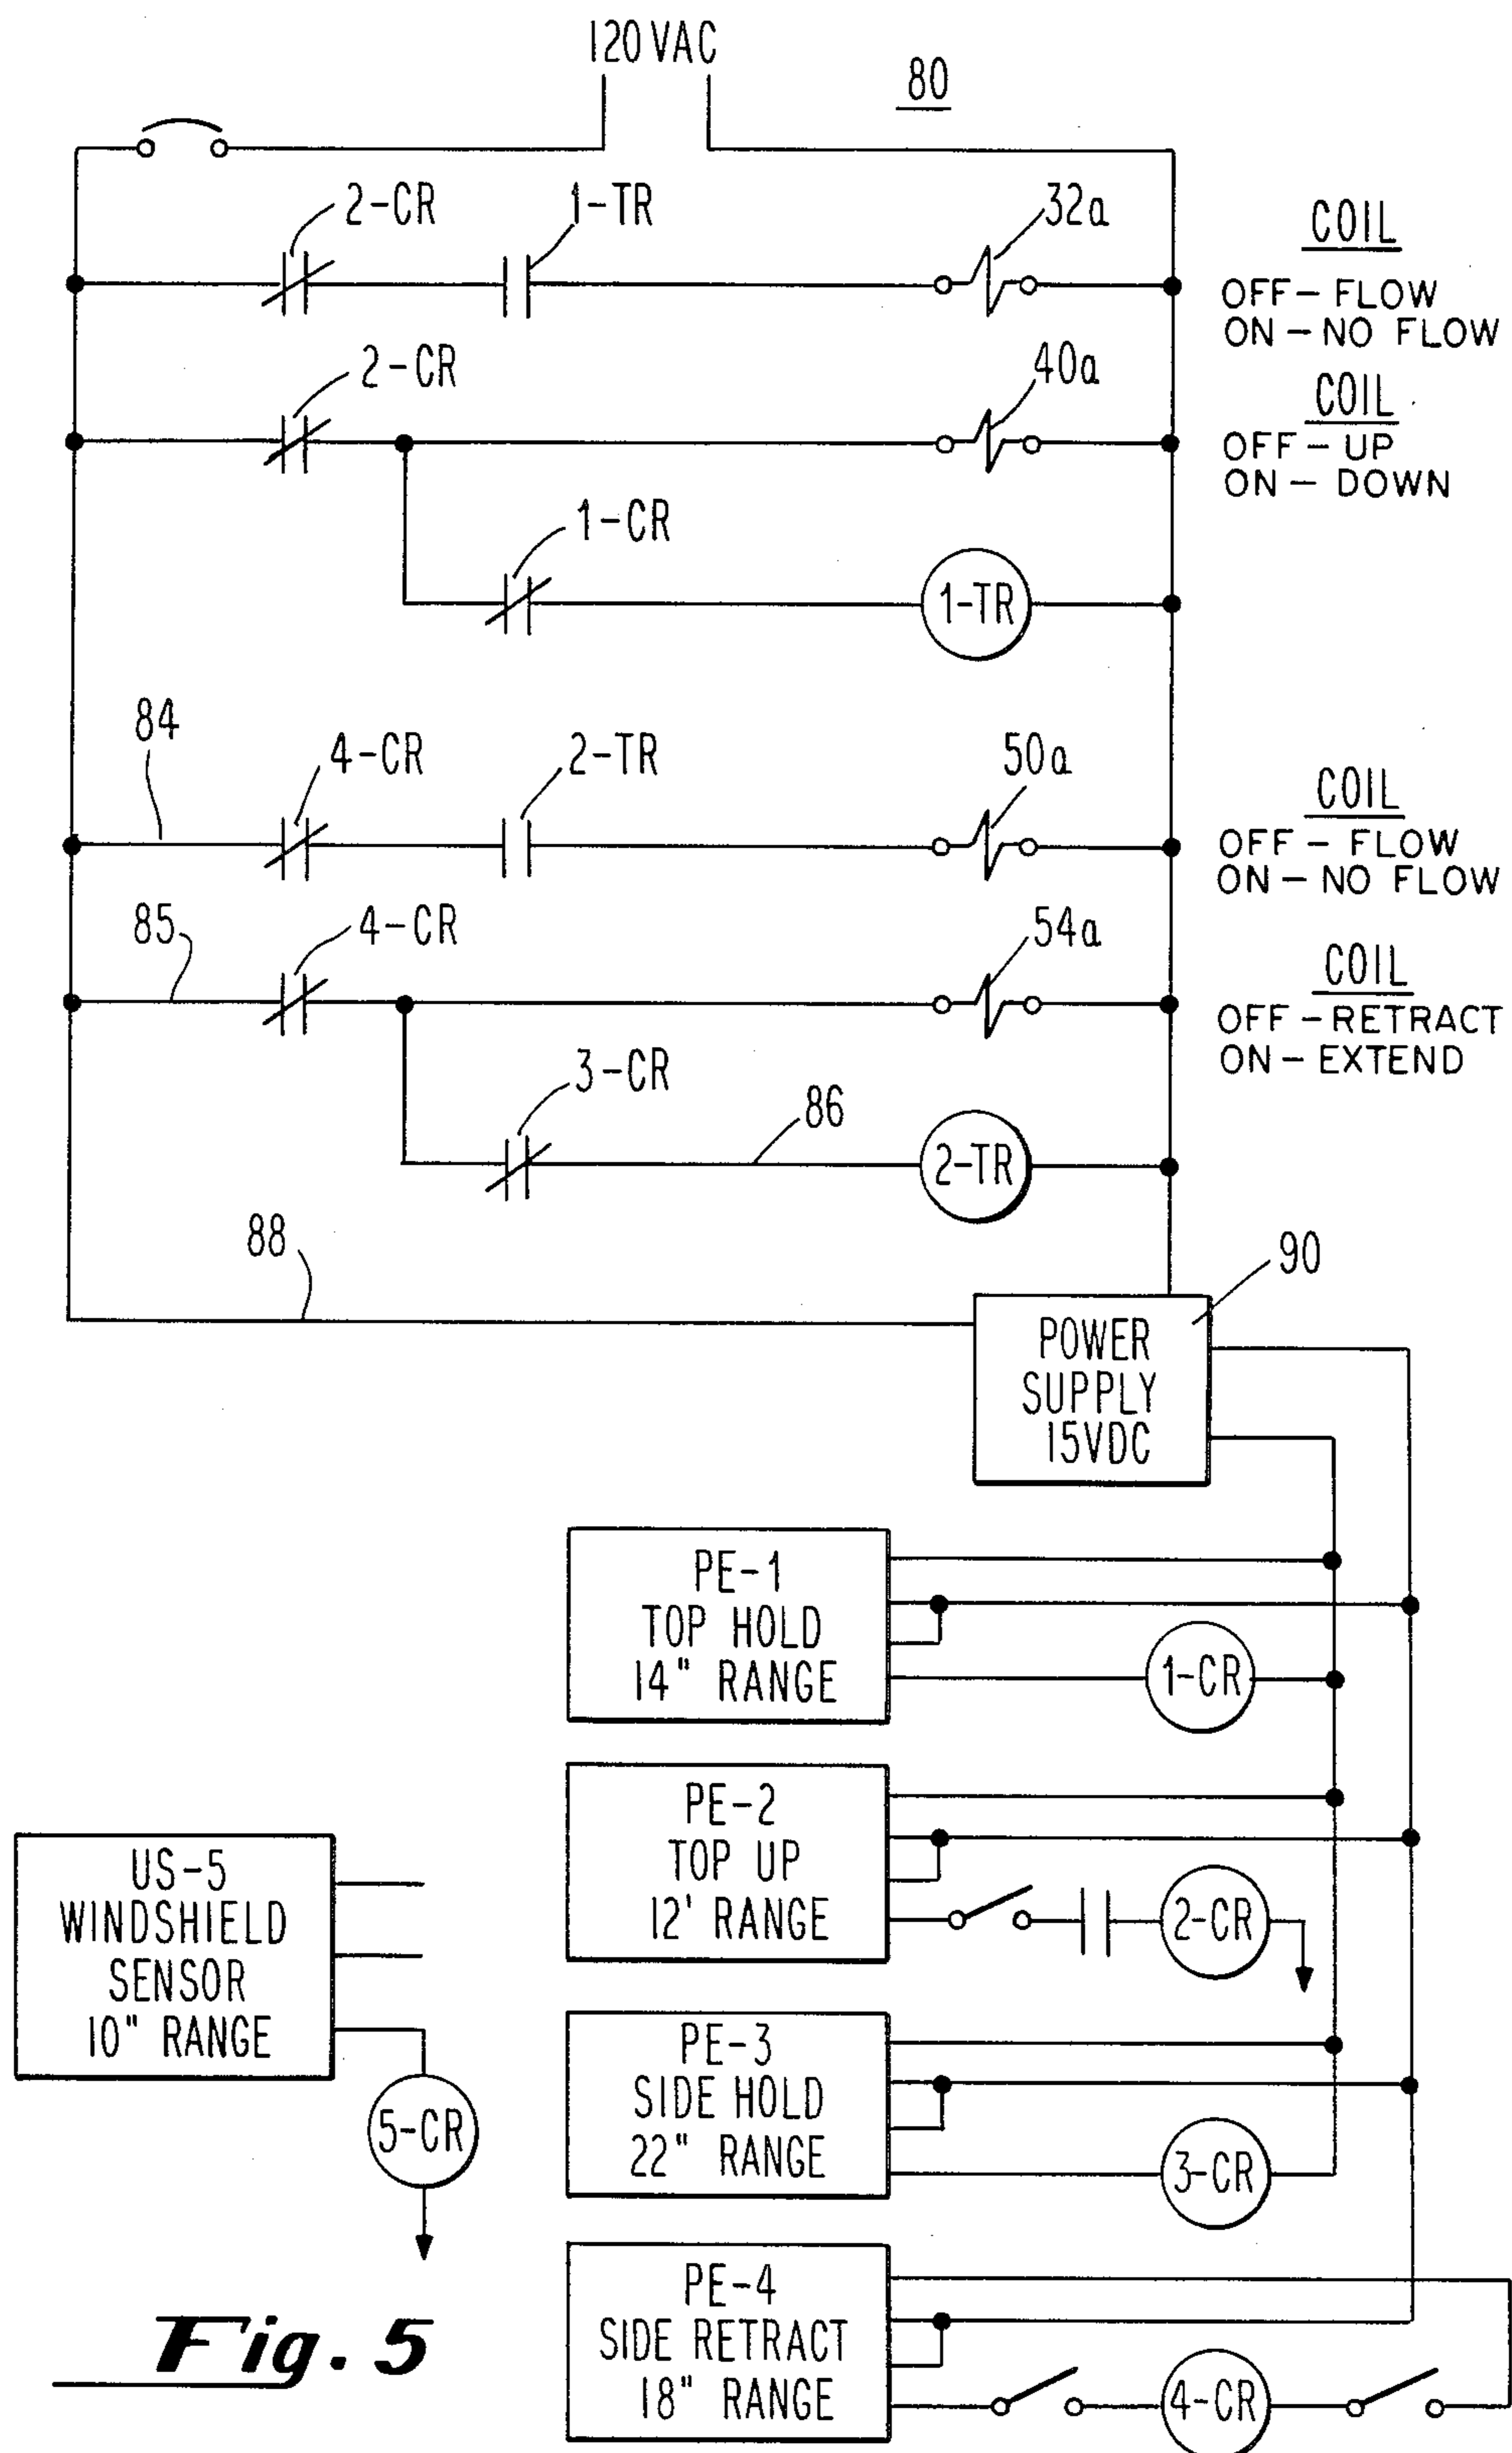 120 VAC
80
2-CR
1-TR
32a
COIL
OFF - FLOW
ON - NO FLOW
2-CR
40a
COIL
OFF - UP
ON - DOWN
1-CR
1-TR
84
4-CR
2-TR
50a
COIL
OFF - FLOW
ON - NO FLOW
85
4-CR
54a
COIL
OFF - RETRACT
ON - EXTEND
3-CR
86
2-TR
88
90
POWER
SUPPLY
15VDC
PE-1
TOP HOLD
14" RANGE
1-CR
PE-2
TOP UP
12' RANGE
2-CR
US-5
WINDSHIELD
SENSOR
10" RANGE
5-CR
PE-3
SIDE HOLD
22" RANGE
3-CR
PE-4
SIDE RETRACT
18" RANGE
4-CR
Fig. 5